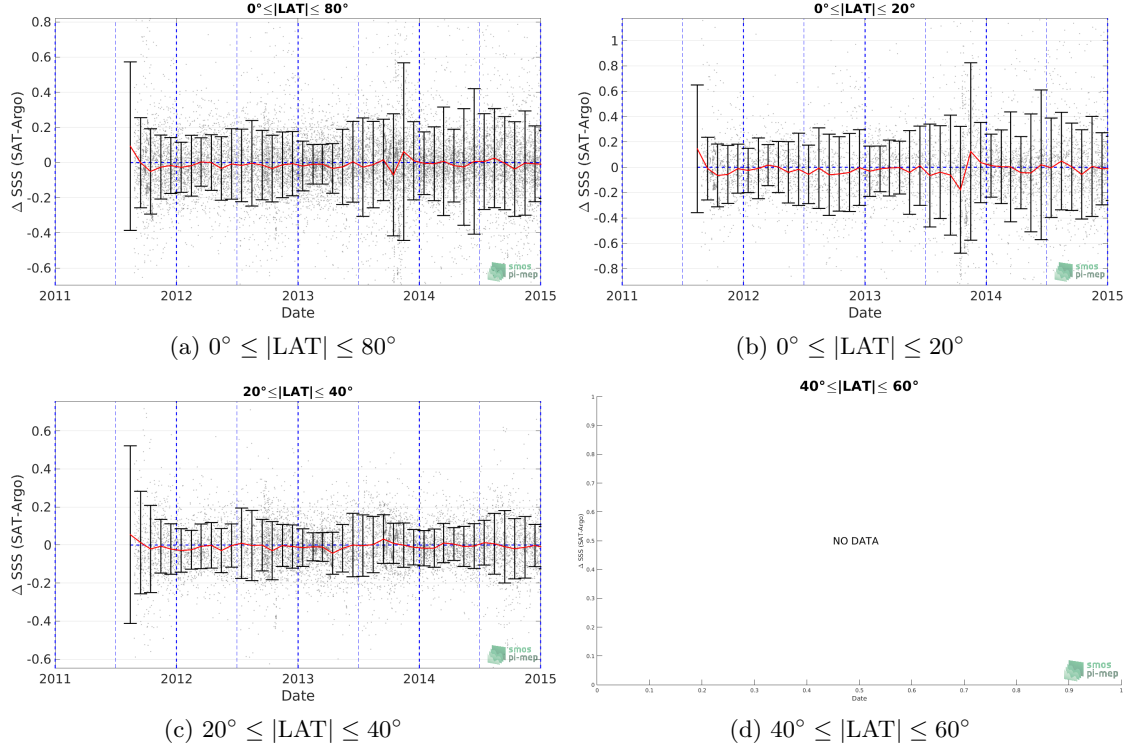 0°≤|LAT|≤ 80°
Δ SSS (SAT-Argo)
0.8
0.6
0.4
0.2
0
-0.2
-0.4
-0.6
2011 2012 2013 2014 2015
Date
smos
pi-mep
(a) 0° ≤ |LAT| ≤ 80°
0°≤|LAT|≤ 20°
Δ SSS (SAT-Argo)
1
0.8
0.6
0.4
0.2
0
-0.2
-0.4
-0.6
-0.8
2011 2012 2013 2014 2015
Date
smos
pi-mep
(b) 0° ≤ |LAT| ≤ 20°
20°≤|LAT|≤ 40°
Δ SSS (SAT-Argo)
0.6
0.4
0.2
0
-0.2
-0.4
-0.6
2011 2012 2013 2014 2015
Date
smos
pi-mep
(c) 20° ≤ |LAT| ≤ 40°
40°≤|LAT|≤ 60°
Δ SSS (SAT-Argo)
1
0.9
0.8
0.7
0.6
0.5
0.4
0.3
0.2
0.1
0
NO DATA
0 0.1 0.2 0.3 0.4 0.5 0.6 0.7 0.8 0.9 1
Date
smos
pi-mep
(d) 40° ≤ |LAT| ≤ 60°